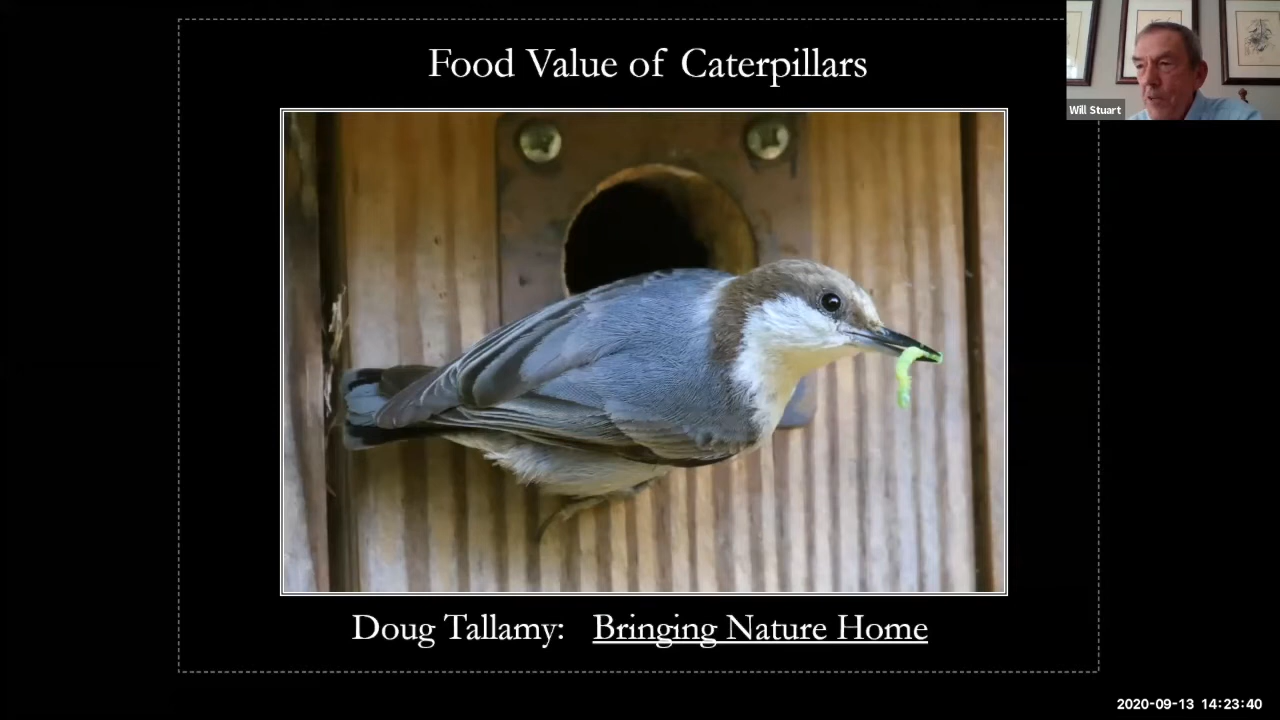 Food Value of Caterpillars
Will Stuart
Doug Tallamy: Bringing Nature Home
2020-09-13 14:23:40